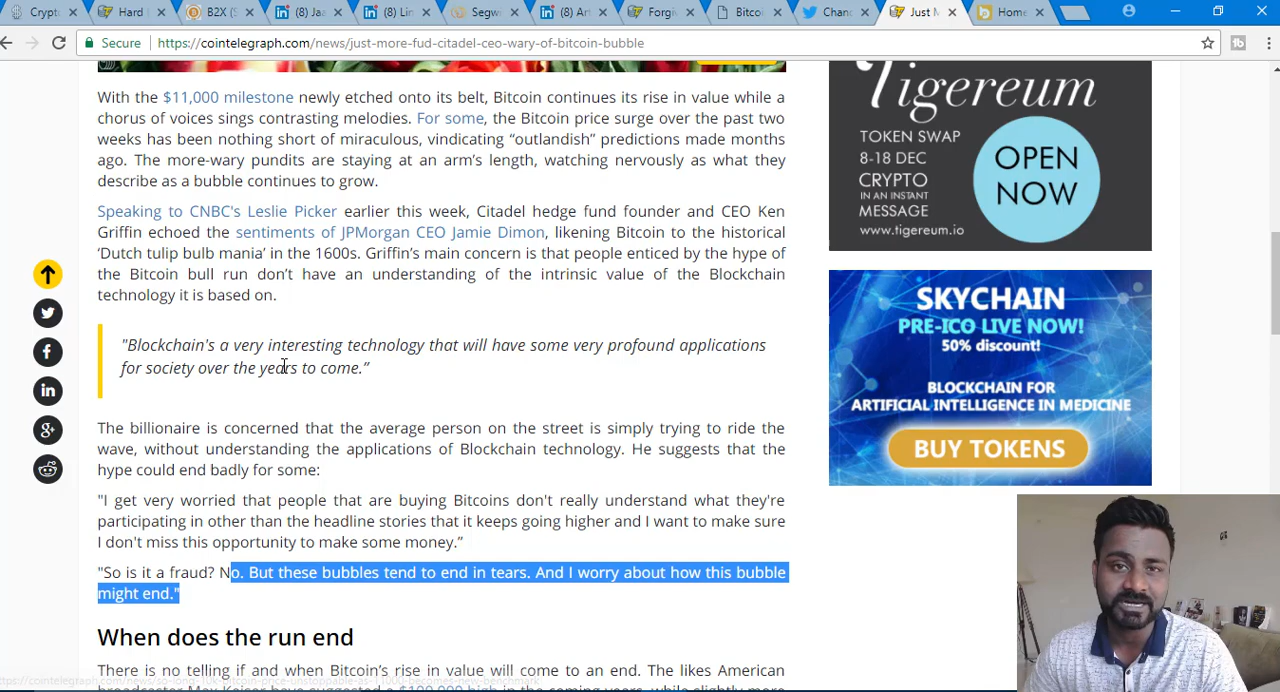 Crypt
Hard
B2X (S
(8) Jaa
(8) Lin
Segw
(8) Art
Forgiv
Bitcoi
Chan
Just M
Home
Secure
https://cointelegraph.com/news/just-more-fud-citadel-ceo-wary-of-bitcoin-bubble
With the $11,000 milestone newly etched onto its belt, Bitcoin continues its rise in value while a
chorus of voices sings contrasting melodies. For some, the Bitcoin price surge over the past two
weeks has been nothing short of miraculous, vindicating “outlandish” predictions made months
ago. The more-wary pundits are staying at an arm’s length, watching nervously as what they
describe as a bubble continues to grow.
Speaking to CNBC's Leslie Picker earlier this week, Citadel hedge fund founder and CEO Ken
Griffin echoed the sentiments of JPMorgan CEO Jamie Dimon, likening Bitcoin to the historical
‘Dutch tulip bulb mania’ in the 1600s. Griffin’s main concern is that people enticed by the hype of
the Bitcoin bull run don’t have an understanding of the intrinsic value of the Blockchain
technology it is based on.
"Blockchain's a very interesting technology that will have some very profound applications
for society over the years to come.”
The billionaire is concerned that the average person on the street is simply trying to ride the
wave, without understanding the applications of Blockchain technology. He suggests that the
hype could end badly for some:
"I get very worried that people that are buying Bitcoins don't really understand what they're
participating in other than the headline stories that it keeps going higher and I want to make sure
I don't miss this opportunity to make some money.”
"So is it a fraud? No. But these bubbles tend to end in tears. And I worry about how this bubble
might end."
When does the run end
There is no telling if and when Bitcoin’s rise in value will come to an end. The likes American
broadcaster Max Keiser have suggested a $100,000 high in the coming years, while slightly more
Tigereum
TOKEN SWAP
8-18 DEC
CRYPTO
IN AN INSTANT
MESSAGE
www.tigereum.io
OPEN
NOW
SKYCHAIN
PRE-ICO LIVE NOW!
50% discount!
BLOCKCHAIN FOR
ARTIFICIAL INTELLIGENCE IN MEDICINE
BUY TOKENS